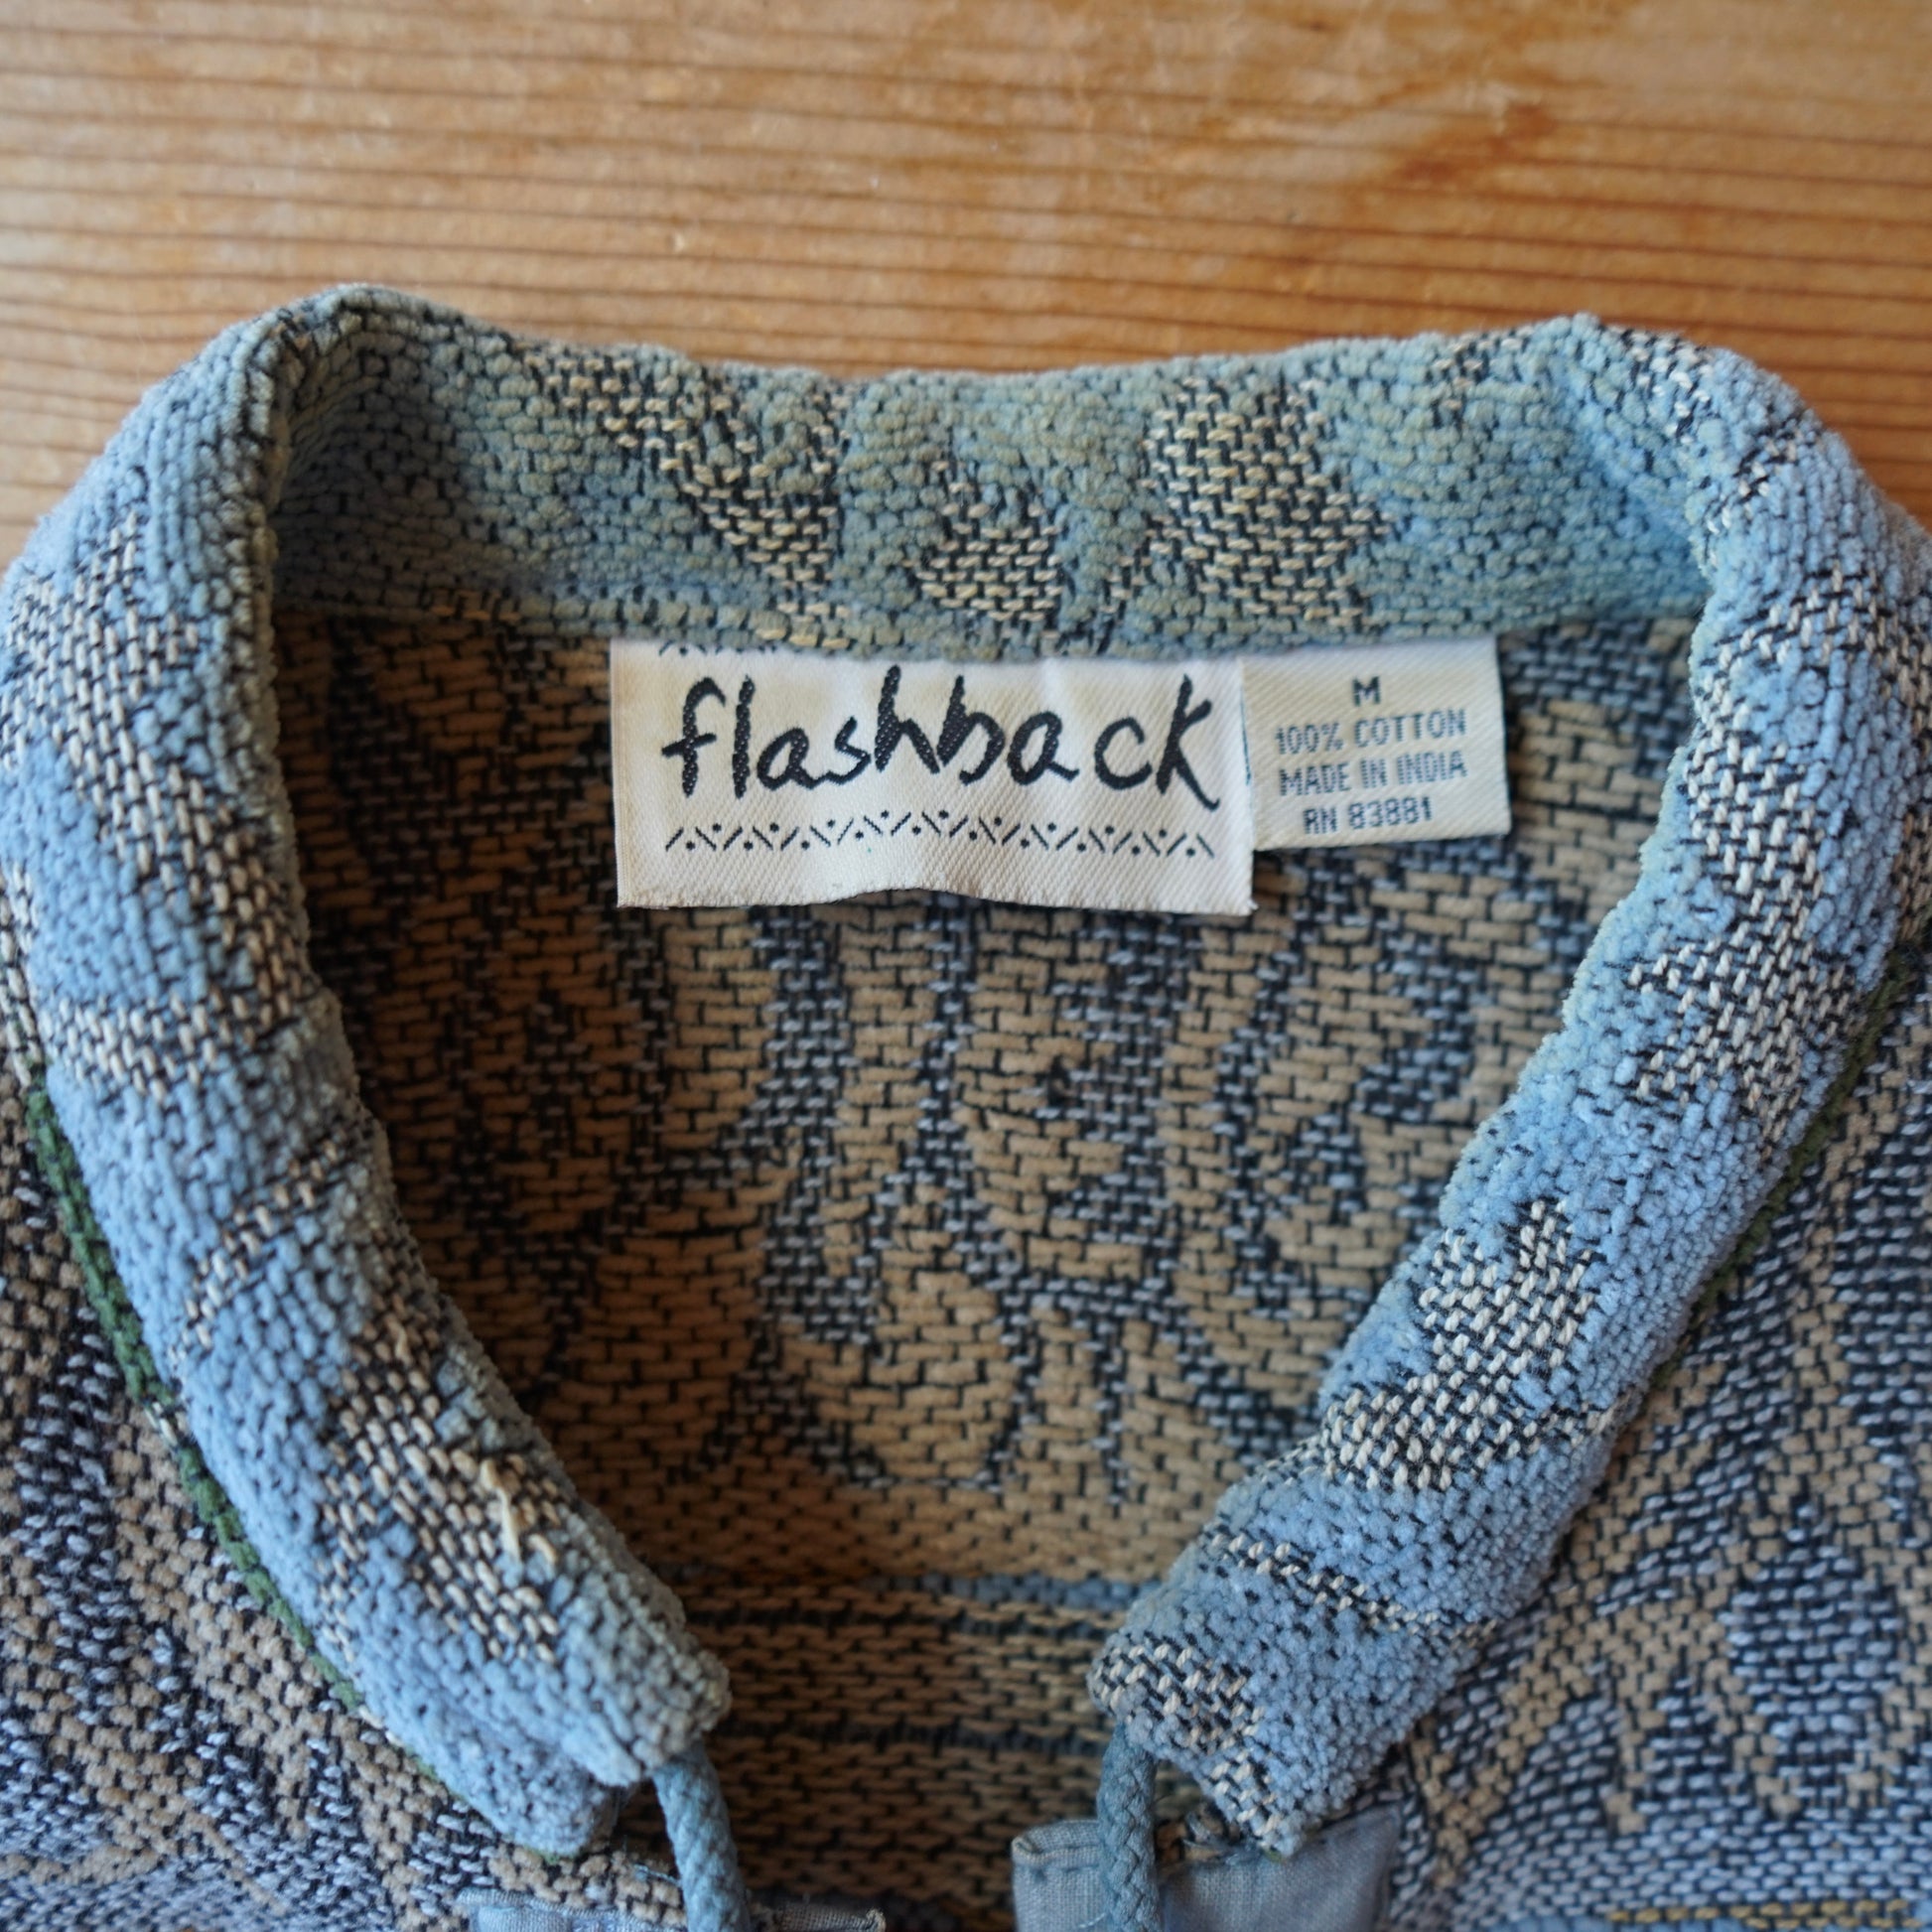 flashback
M
100% COTTON
MADE IN INDIA
RN 83881